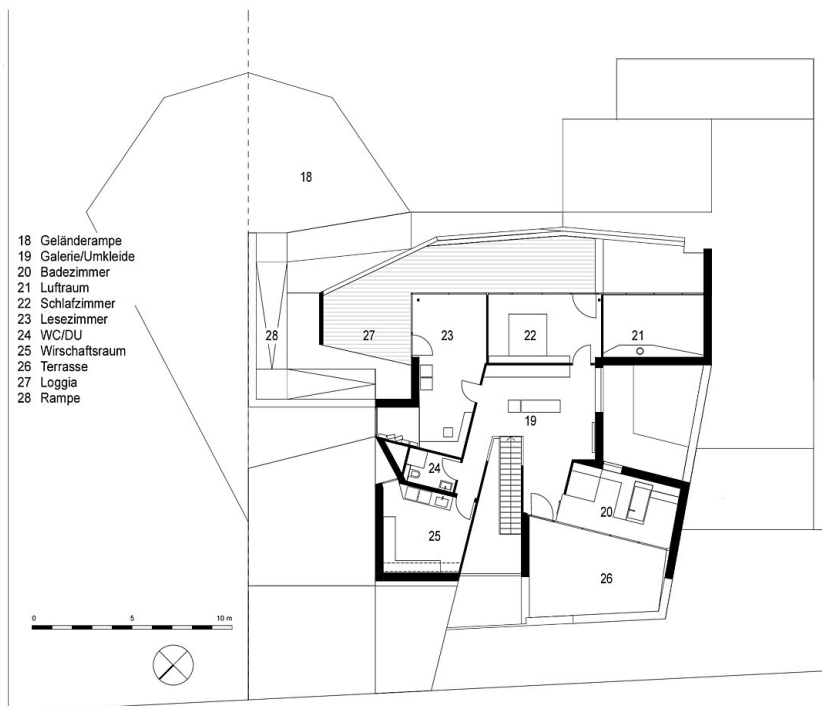 18
18 Geländerampe
19 Galerie/Umkleide
20 Badezimmer
21 Luftraum
22 Schlafzimmer
23 Lesezimmer
24 WC/DU
25 Wirschaftsraum
26 Terrasse
27 Loggia
28 Rampe
28
27
23
22
21
19
24
20
25
26
0 5 10 m